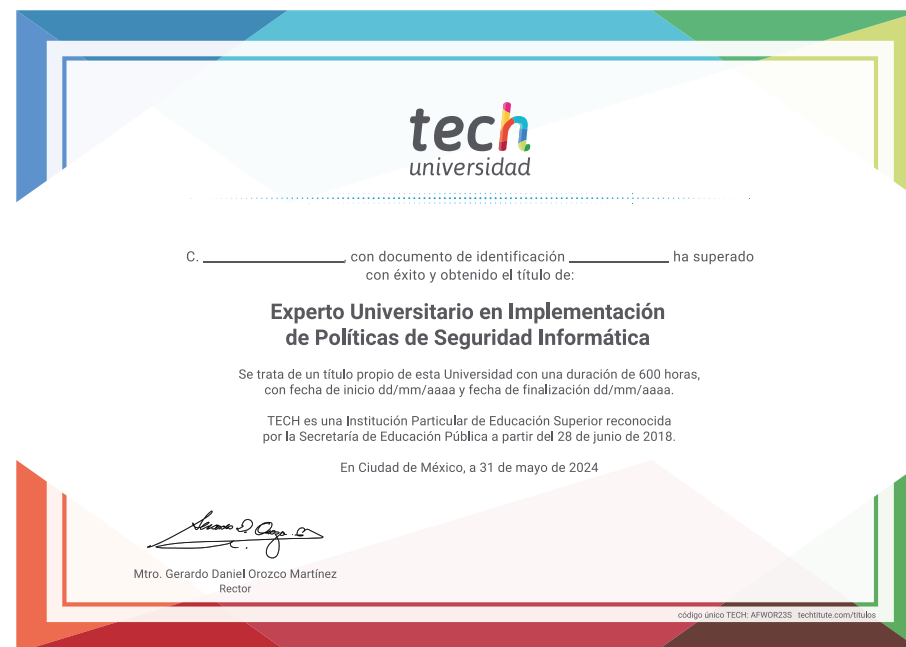 tech
universidad
C. ____________, con documento de identificación ____________ ha superado
con éxito y obtenido el título de:
Experto Universitario en Implementación
de Políticas de Seguridad Informática
Se trata de un título propio de esta Universidad con una duración de 600 horas,
con fecha de inicio dd/mm/aaaa y fecha de finalización dd/mm/aaaa.
TECH es una Institución Particular de Educación Superior reconocida
por la Secretaría de Educación Pública a partir del 28 de junio de 2018.
En Ciudad de México, a 31 de mayo de 2024
Mtro. Gerardo Daniel Orozco Martínez
Rector
código único TECH: AFWOR23S techtitute.com/titulos